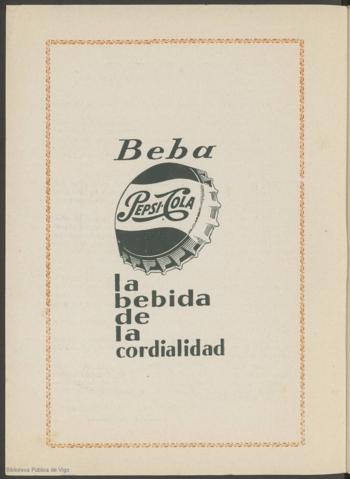 Beba
PEPSI-COLA
la
bebida
de
la
cordialidad
Biblioteca Pública de Vigo